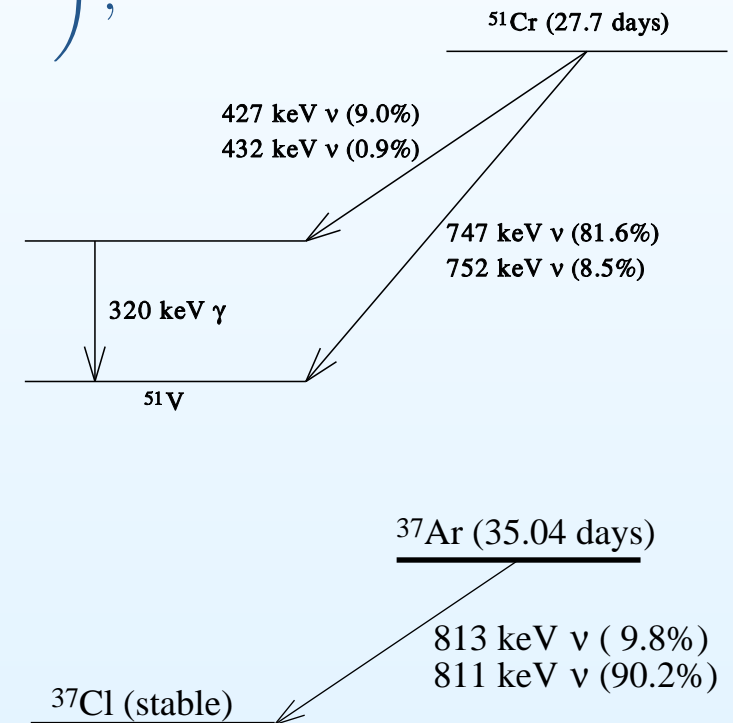 ) ,
⁵¹Cr (27.7 days)
427 keV ν (9.0%)
432 keV ν (0.9%)
747 keV ν (81.6%)
752 keV ν (8.5%)
320 keV γ
⁵¹V
³⁷Ar (35.04 days)
813 keV ν ( 9.8%)
811 keV ν (90.2%)
³⁷Cl (stable)